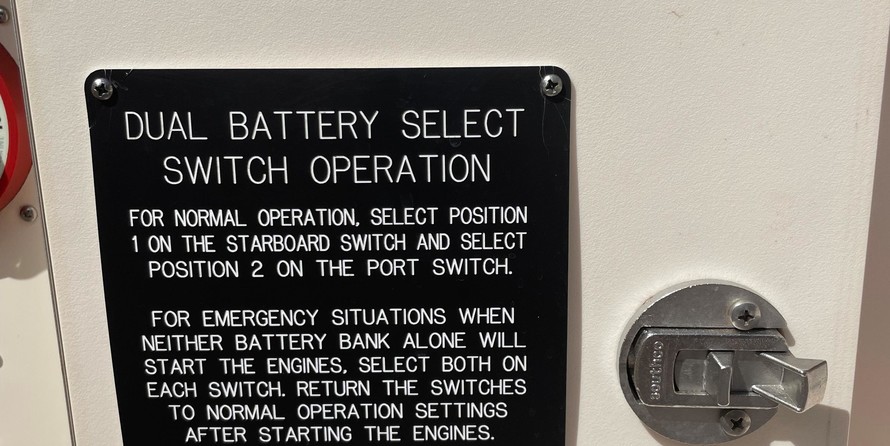 DUAL BATTERY SELECT
SWITCH OPERATION
FOR NORMAL OPERATION, SELECT POSITION
1 ON THE STARBOARD SWITCH AND SELECT
POSITION 2 ON THE PORT SWITCH.
FOR EMERGENCY SITUATIONS WHEN
NEITHER BATTERY BANK ALONE WILL
START THE ENGINES, SELECT BOTH ON
EACH SWITCH. RETURN THE SWITCHES
TO NORMAL OPERATION SETTINGS
AFTER STARTING THE ENGINES.
southco